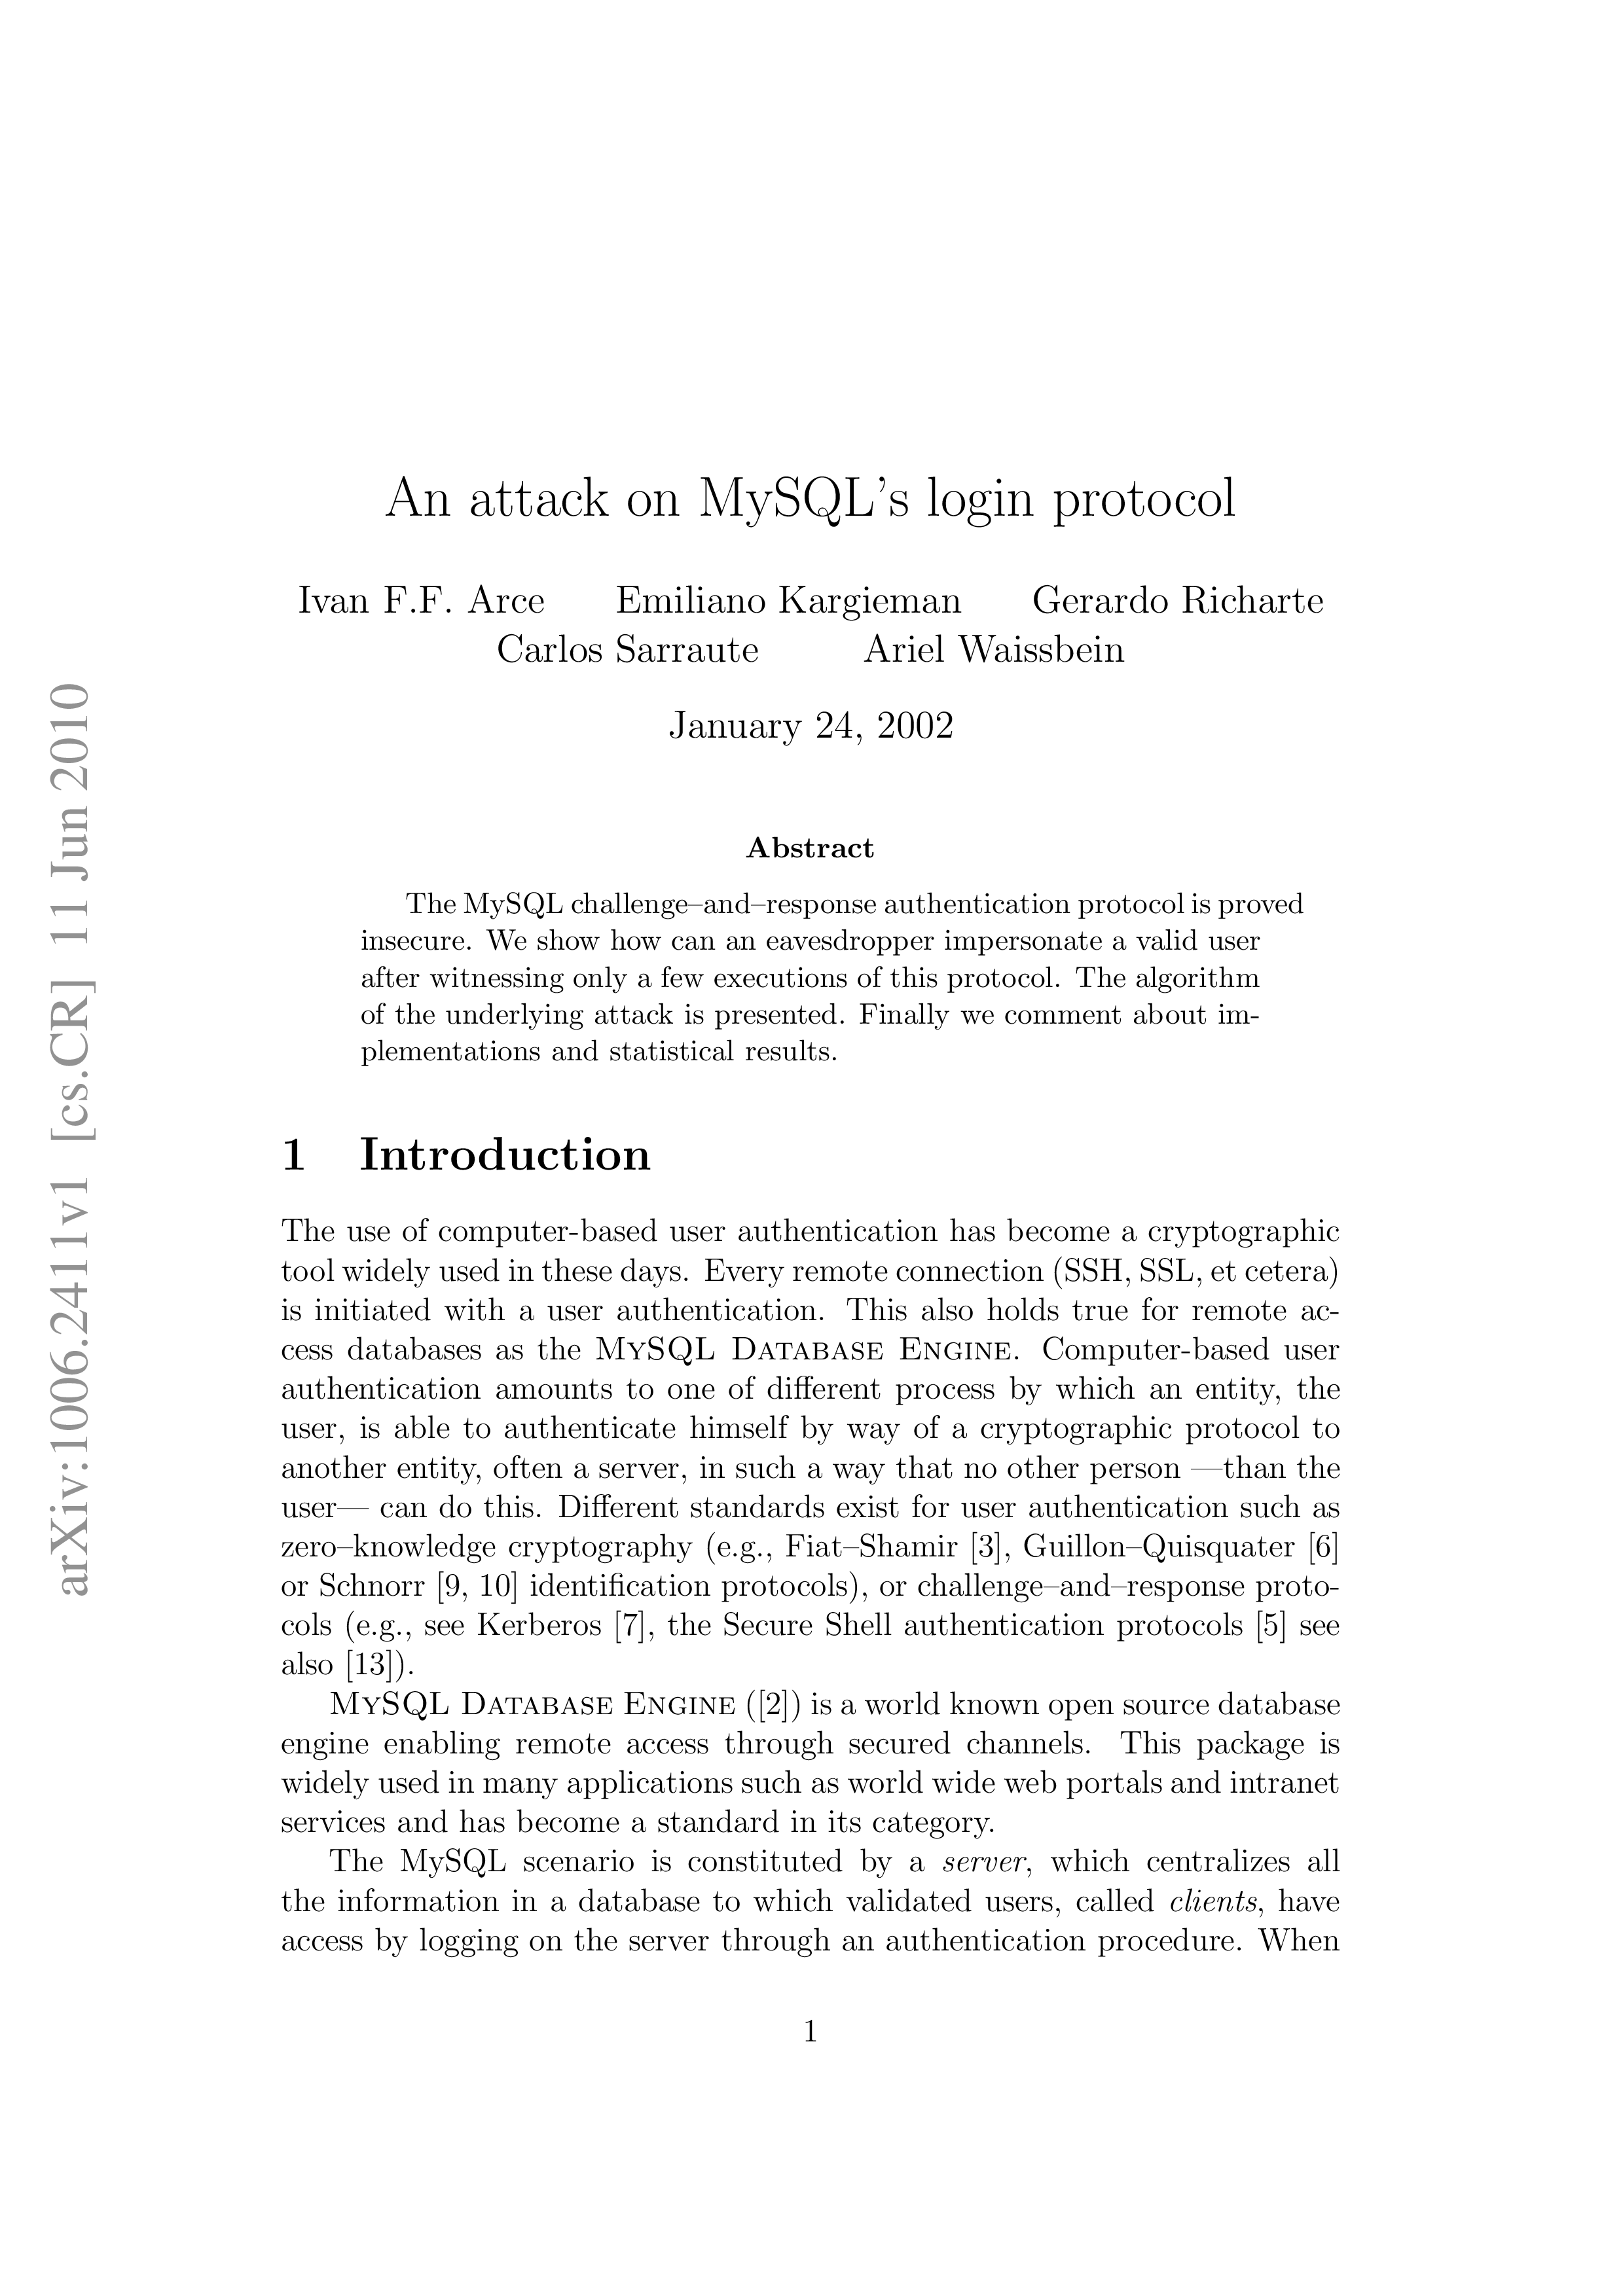 An attack on MySQL's login protocol
Ivan F.F. Arce Emiliano Kargieman Gerardo Richarte
Carlos Sarraute Ariel Waissbein
January 24, 2002
Abstract
The MySQL challenge–and–response authentication protocol is proved
insecure. We show how can an eavesdropper impersonate a valid user
after witnessing only a few executions of this protocol. The algorithm
of the underlying attack is presented. Finally we comment about im-
plementations and statistical results.
1 Introduction
The use of computer-based user authentication has become a cryptographic
tool widely used in these days. Every remote connection (SSH, SSL, et cetera)
is initiated with a user authentication. This also holds true for remote ac-
cess databases as the MySQL Database Engine. Computer-based user
authentication amounts to one of different process by which an entity, the
user, is able to authenticate himself by way of a cryptographic protocol to
another entity, often a server, in such a way that no other person —than the
user— can do this. Different standards exist for user authentication such as
zero–knowledge cryptography (e.g., Fiat–Shamir [3], Guillon–Quisquater [6]
or Schnorr [9, 10] identification protocols), or challenge–and–response proto-
cols (e.g., see Kerberos [7], the Secure Shell authentication protocols [5] see
also [13]).
MySQL Database Engine ([2]) is a world known open source database
engine enabling remote access through secured channels. This package is
widely used in many applications such as world wide web portals and intranet
services and has become a standard in its category.
The MySQL scenario is constituted by a server, which centralizes all
the information in a database to which validated users, called clients, have
access by logging on the server through an authentication procedure. When
1
arXiv:1006.2411v1 [cs.CR] 11 Jun 2010